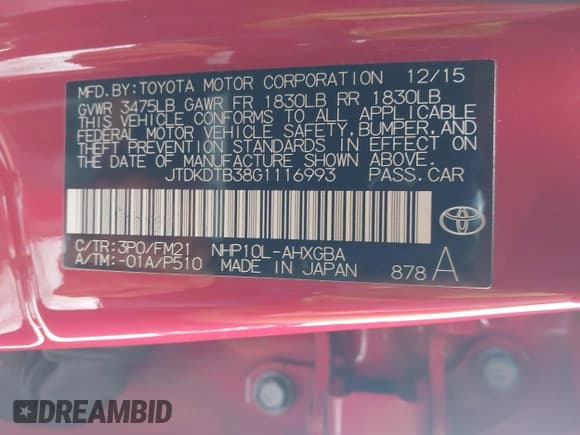 MFD. BY: TOYOTA MOTOR CORPORATION 12/15
GVWR 3475LB GAWR FR 1830LB RR 1830LB
THIS VEHICLE CONFORMS TO ALL APPLICABLE
FEDERAL MOTOR VEHICLE SAFETY, BUMPER, AND
THEFT PREVENTION STANDARDS IN EFFECT ON
THE DATE OF MANUFACTURE SHOWN ABOVE.
JTDKDTB38G1116993 PASS. CAR
C/TR: 3P0/FM21 NHP10L-AHXGBA
A/TM: -01A/P510 MADE IN JAPAN
878 A
TOYOTA
DREAMBID